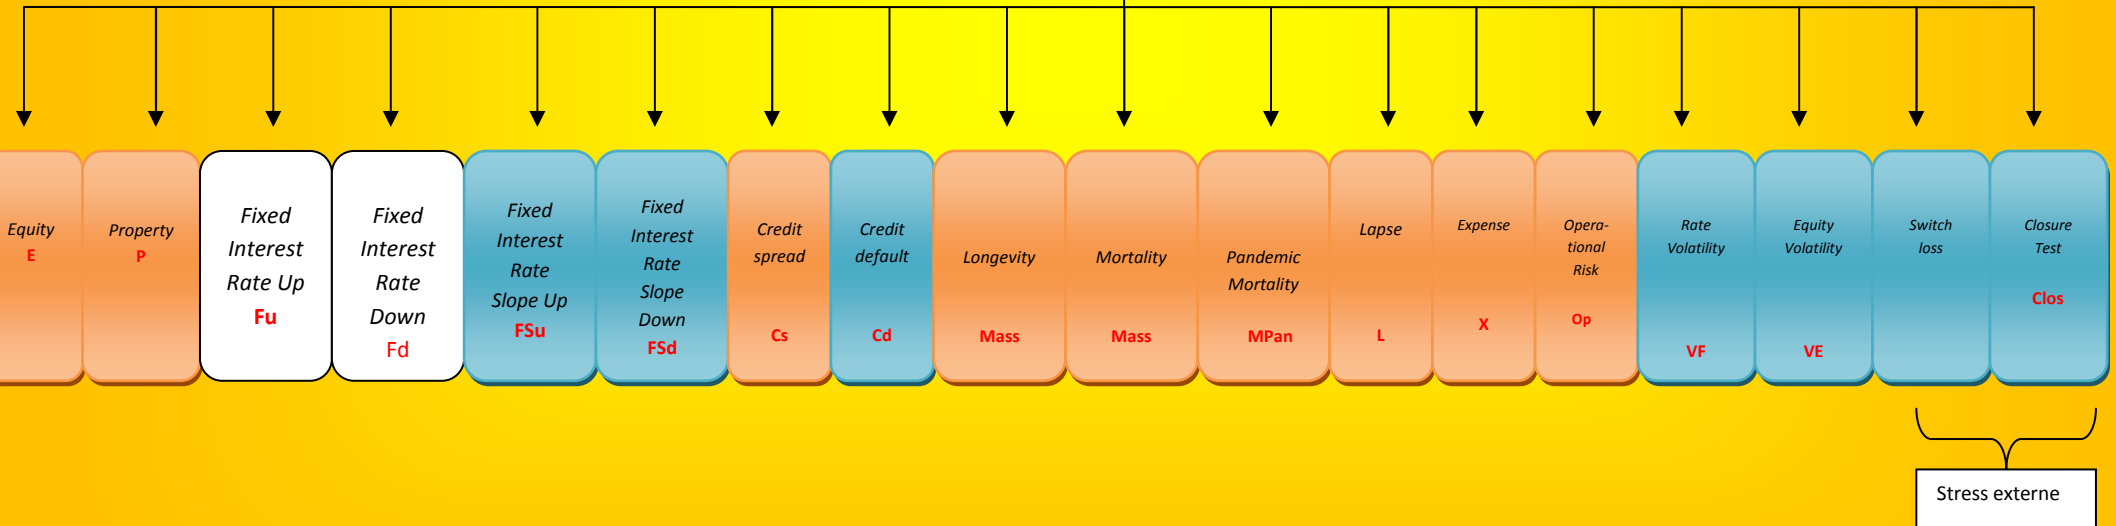 Equity
E
Property
P
Fixed
Interest
Rate Up
Fu
Fixed
Interest
Rate
Down
Fd
Fixed
Interest
Rate
Slope Up
FSu
Fixed
Interest
Rate
Slope
Down
FSd
Credit
spread
Cs
Credit
default
Cd
Longevity
Mass
Mortality
Mass
Pandemic
Mortality
MPan
Lapse
L
Expense
X
Opera-
tional
Risk
Op
Rate
Volatility
VF
Equity
Volatility
VE
Switch
loss
Closure
Test
Clos
Stress externe